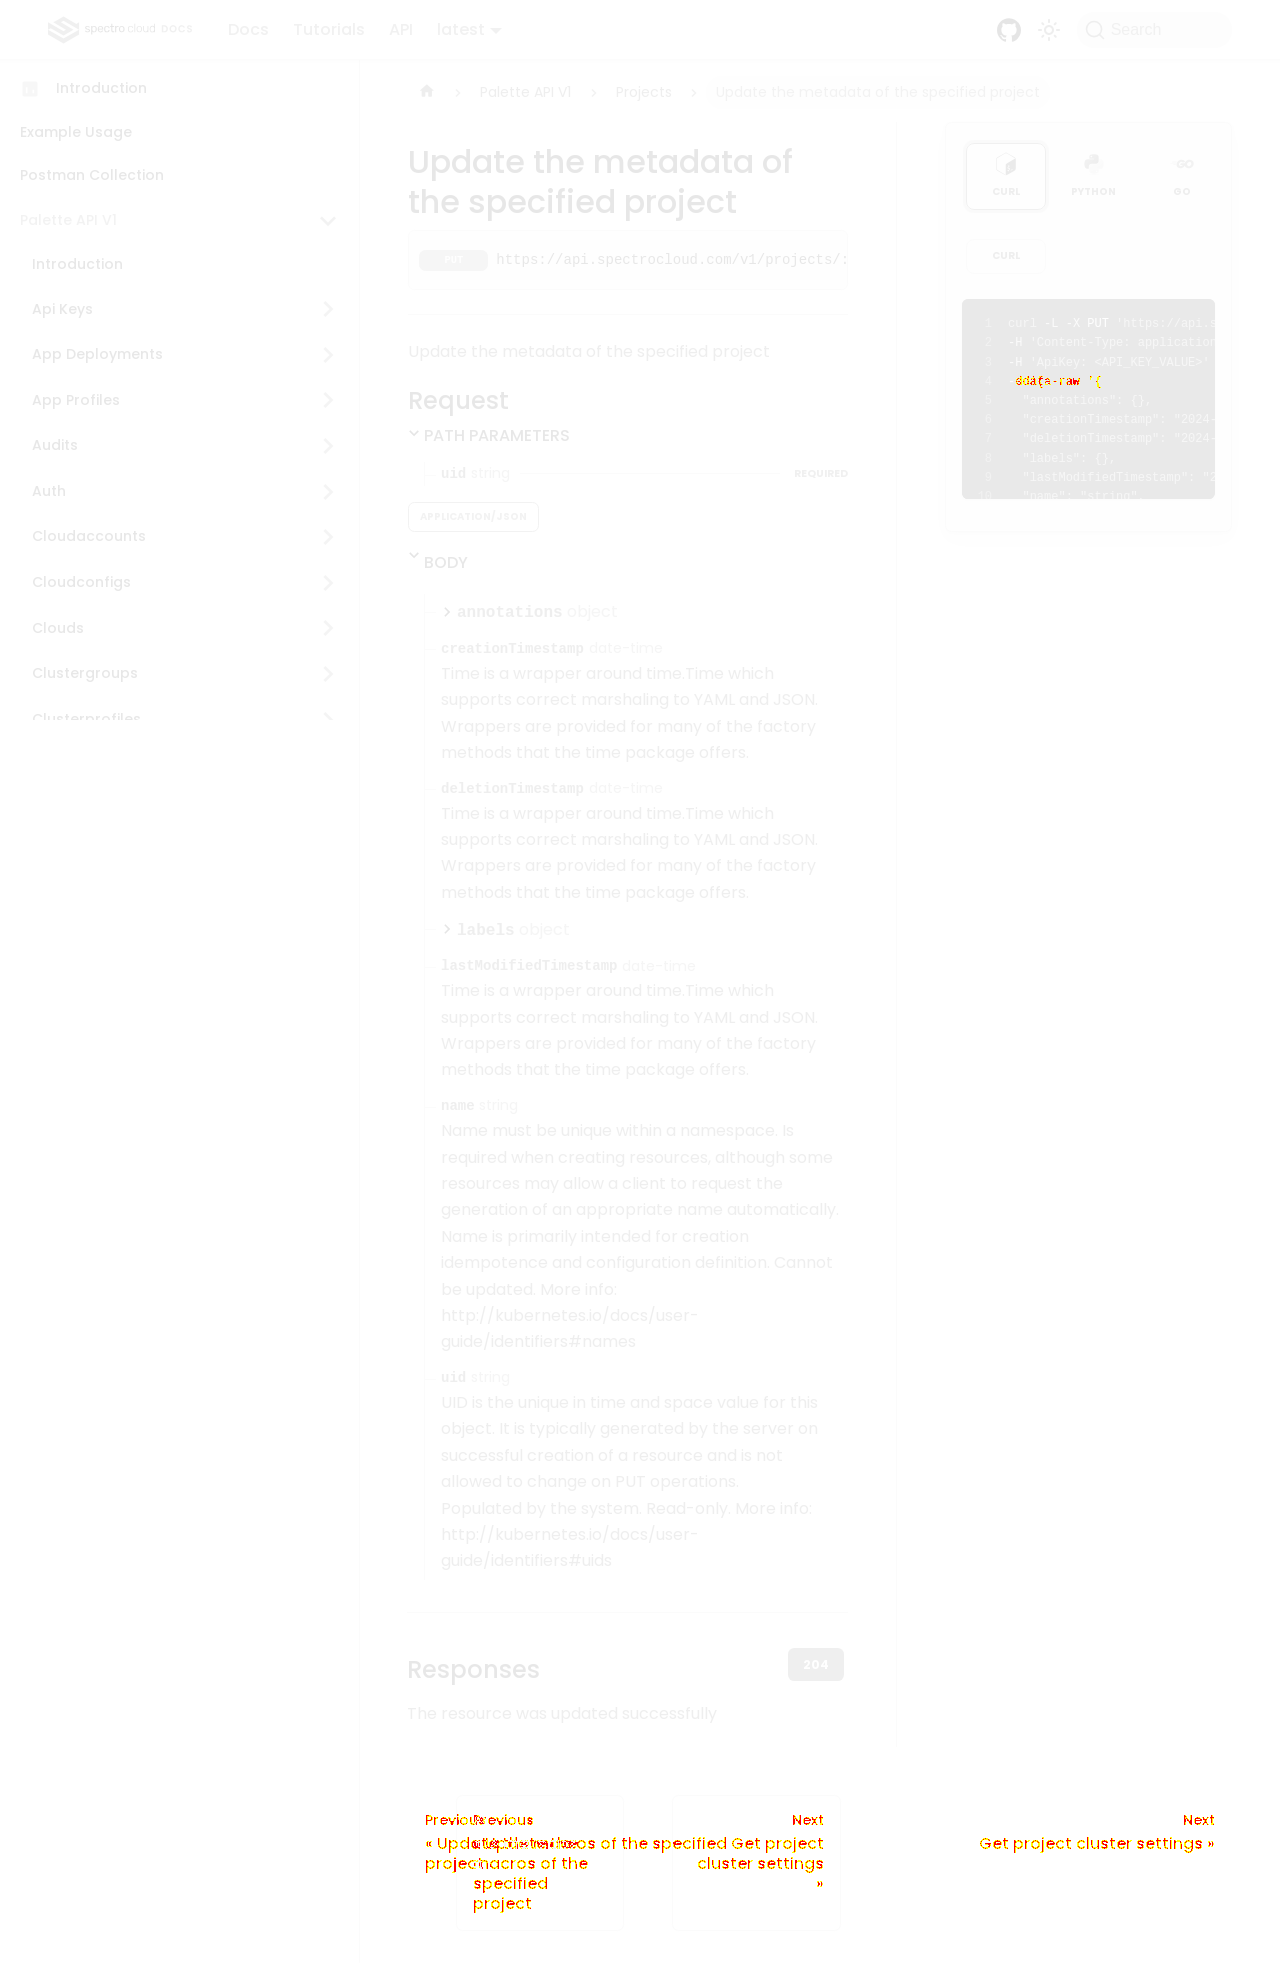 spectro cloud DOCS
Docs Tutorials API latest
Search
Introduction
Example Usage
Postman Collection
Palette API V1
Introduction
Api Keys
App Deployments
App Profiles
Audits
Auth
Cloudaccounts
Cloudconfigs
Clouds
Clustergroups
Clusterprofiles
Palette API V1 › Projects › Update the metadata of the specified project
Update the metadata of
the specified project
PUT https://api.spectrocloud.com/v1/projects/:
Update the metadata of the specified project
Request
PATH PARAMETERS
uid string REQUIRED
APPLICATION/JSON
BODY
annotations object
creationTimestamp date-time
Time is a wrapper around time.Time which
supports correct marshaling to YAML and JSON.
Wrappers are provided for many of the factory
methods that the time package offers.
deletionTimestamp date-time
Time is a wrapper around time.Time which
supports correct marshaling to YAML and JSON.
Wrappers are provided for many of the factory
methods that the time package offers.
labels object
lastModifiedTimestamp date-time
Time is a wrapper around time.Time which
supports correct marshaling to YAML and JSON.
Wrappers are provided for many of the factory
methods that the time package offers.
name string
Name must be unique within a namespace. Is
required when creating resources, although some
resources may allow a client to request the
generation of an appropriate name automatically.
Name is primarily intended for creation
idempotence and configuration definition. Cannot
be updated. More info:
http://kubernetes.io/docs/user-
guide/identifiers#names
uid string
UID is the unique in time and space value for this
object. It is typically generated by the server on
successful creation of a resource and is not
allowed to change on PUT operations.
Populated by the system. Read-only. More info:
http://kubernetes.io/docs/user-
guide/identifiers#uids
Responses
204
The resource was updated successfully
CURL PYTHON GO
CURL
1 curl -L -X PUT 'https://api.s
2 -H 'Content-Type: application
3 -H 'ApiKey: <API_KEY_VALUE>'
4
5 "annotations": {},
6 "creationTimestamp": "2024-
7 "deletionTimestamp": "2024-
8 "labels": {},
9 "lastModifiedTimestamp": "2
10 "name": "string"
Previous Previous Next Next
macros of the specified Get project
Get project cluster settings »
project macros of the cluster settings
specified »
project